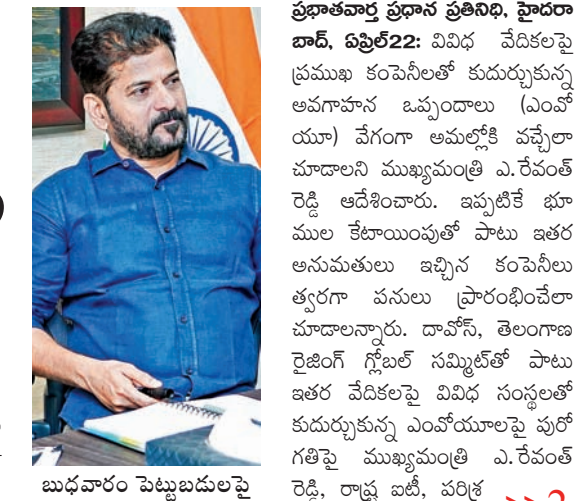 ప్రభాతవార్త ప్రధాన ప్రతినిధి, హైదరా
బాద్, ఏప్రిల్22: వివిధ వేదికలపై
ప్రముఖ కంపెనీలతో కుదుర్చుకున్న
అవగాహన ఒప్పందాలు (ఎంవో
యూ) వేగంగా అమల్లోకి వచ్చేలా
చూడాలని ముఖ్యమంత్రి ఎ.రేవంత్
రెడ్డి ఆదేశించారు. ఇప్పటికే భూ
ముల కేటాయింపుతో పాటు ఇతర
అనుమతులు ఇచ్చిన కంపెనీలు
త్వరగా పనులు ప్రారంభించేలా
చూడాలన్నారు. దావోస్, తెలంగాణ
రైజింగ్ గ్లోబల్ సమ్మిట్‌తో పాటు
ఇతర వేదికలపై వివిధ సంస్థలతో
కుదుర్చుకున్న ఎంవోయూలపై పురో
గతిపై ముఖ్యమంత్రి ఎ.రేవంత్
రెడ్డి, రాష్ట్ర ఐటీ, పరిశ్ర
బుధవారం పెట్టుబడులపై